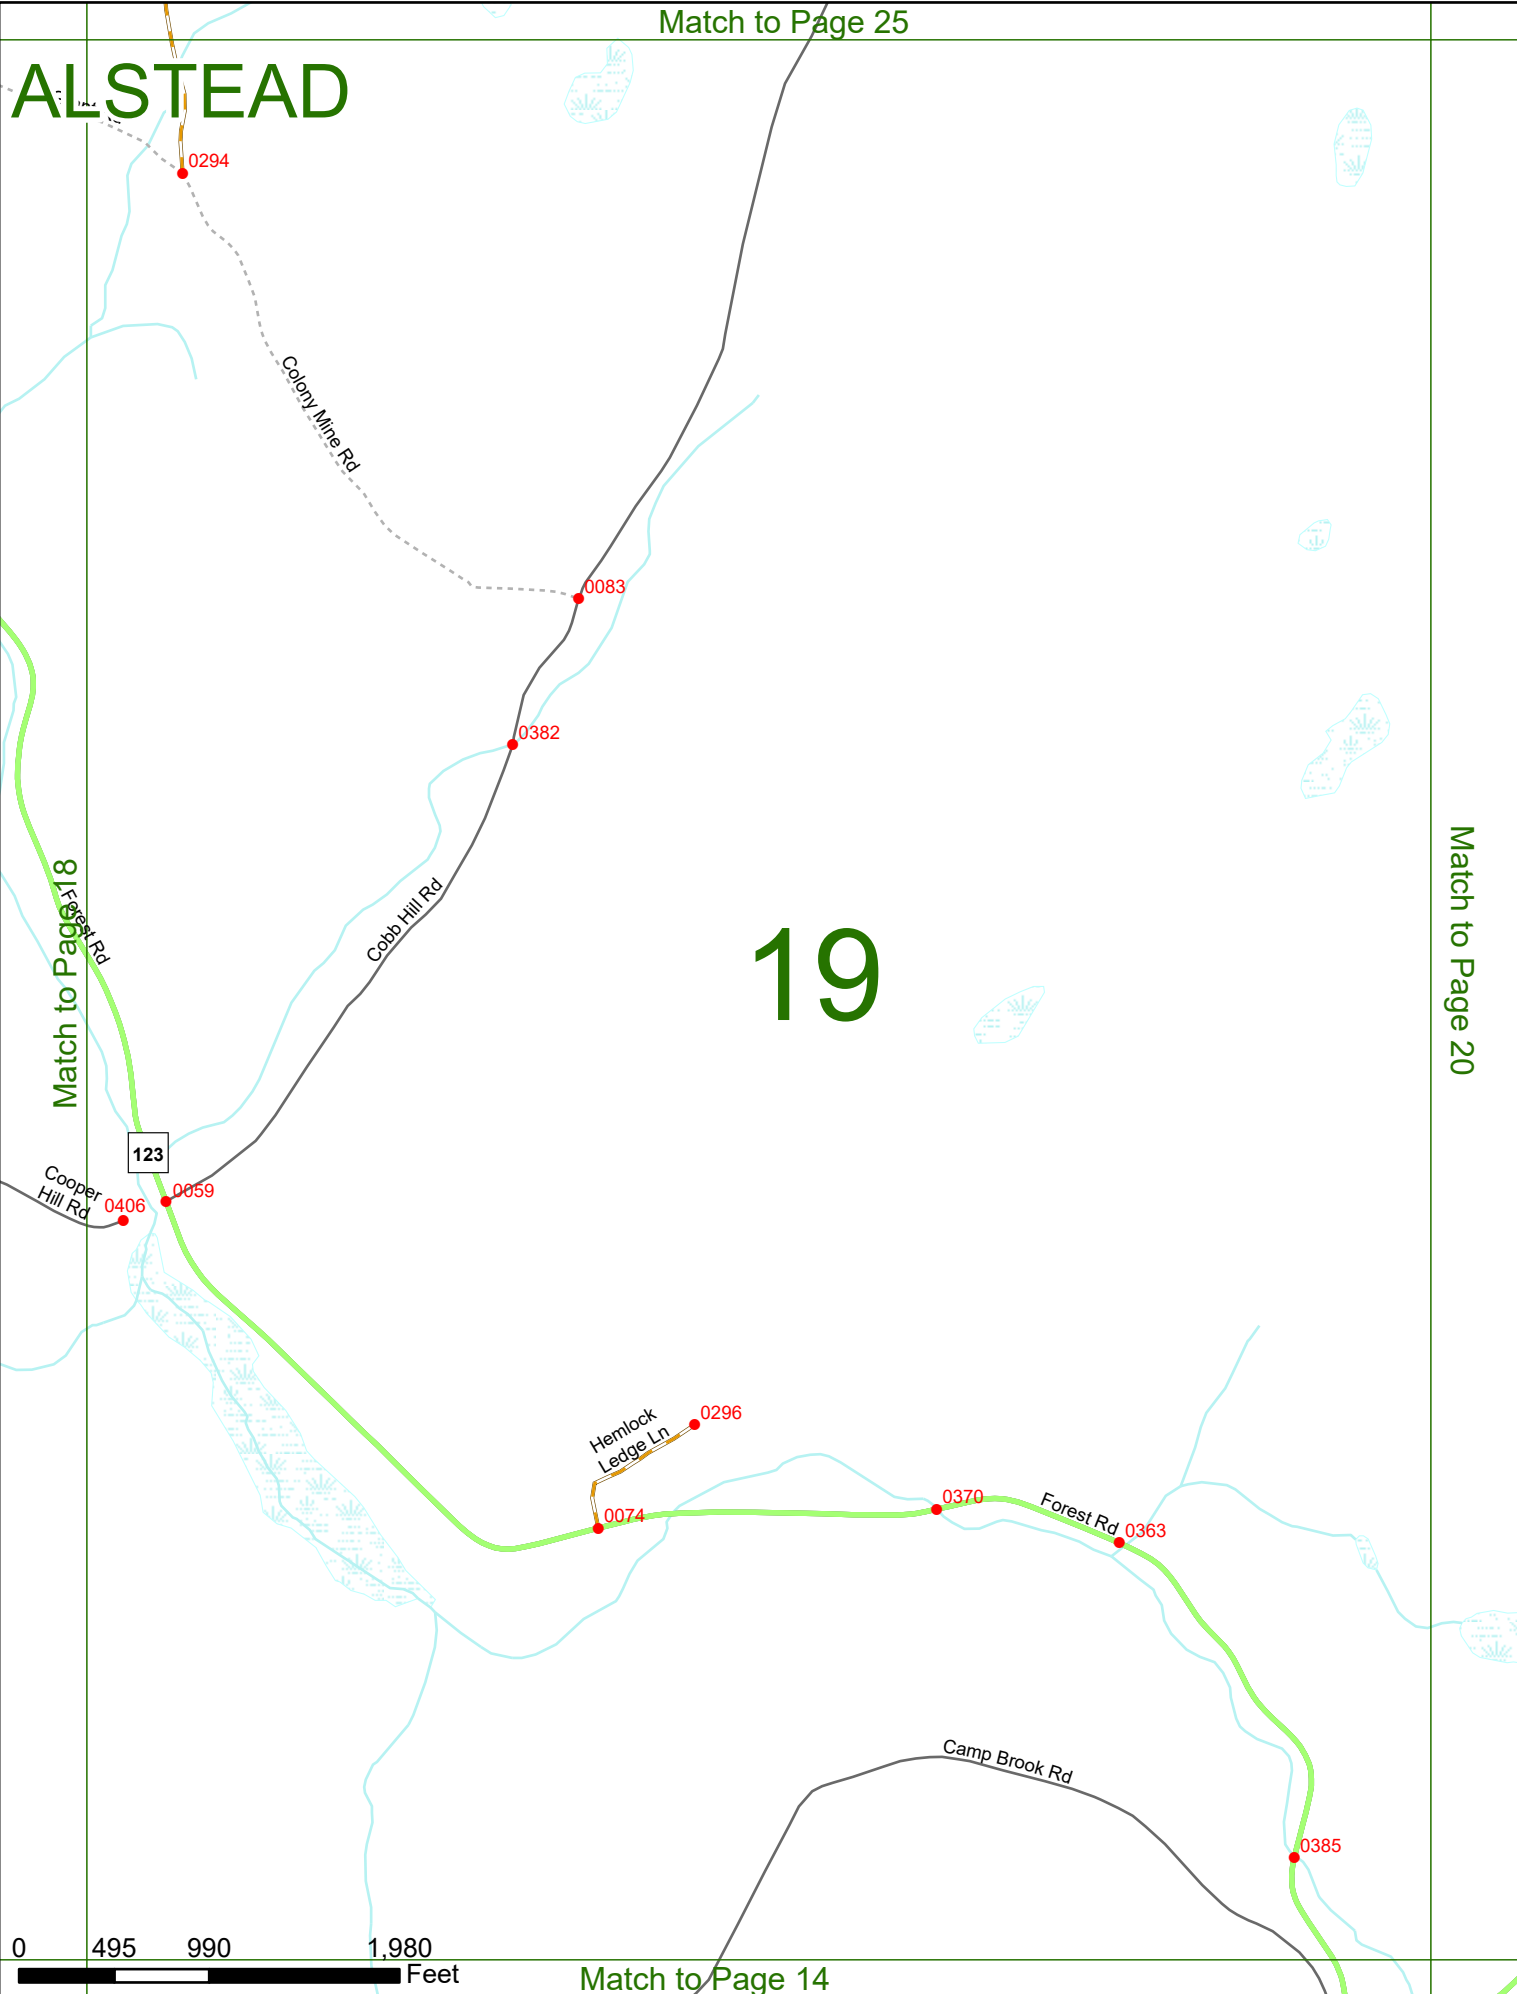 Match to Page 25
ALSTEAD
0294
Colony Mine Rd
0083
0382
Match to Page 18
Forest Rd
Cobb Hill Rd
19
Match to Page 20
123
Cooper
Hill Rd
0406
0059
Hemlock
Ledge Ln
0296
0074
0370
Forest Rd
0363
Camp Brook Rd
0385
0 495 990 1,980
Feet
Match to Page 14